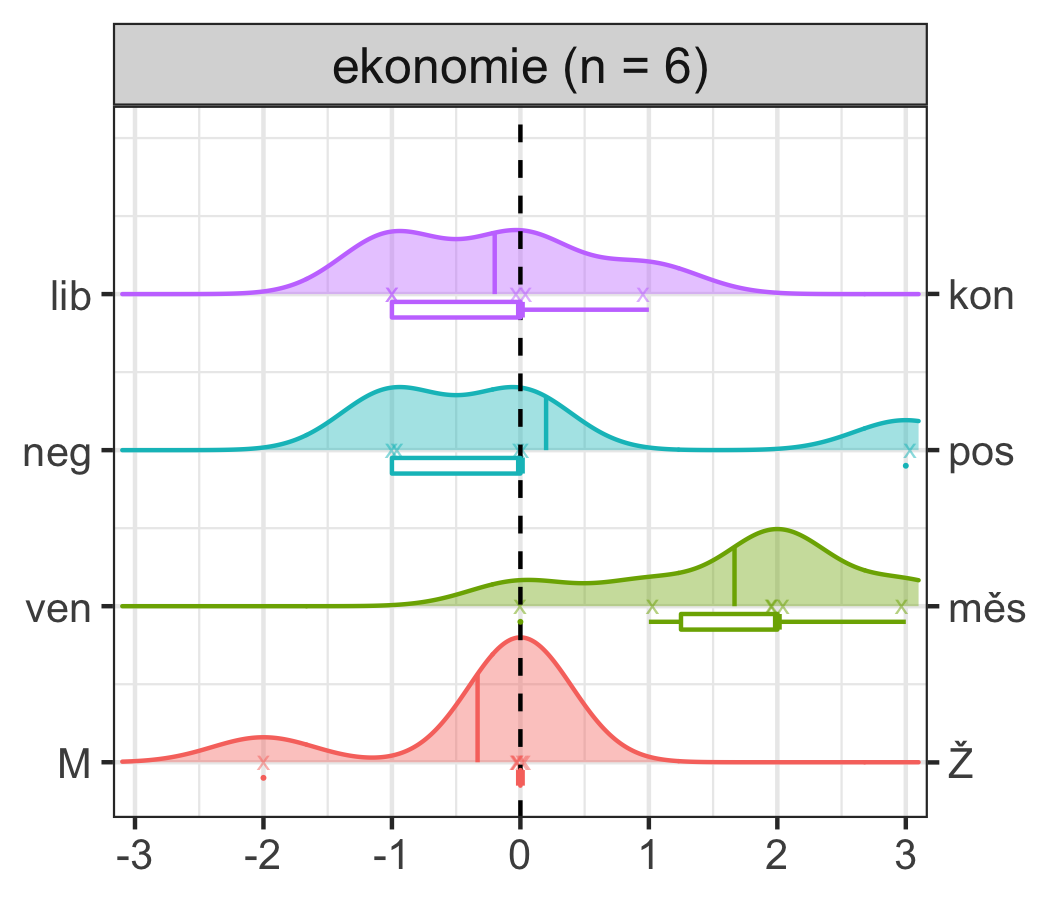 ekonomie (n = 6)
lib kon
neg pos
ven měs
M Ž
-3 -2 -1 0 1 2 3